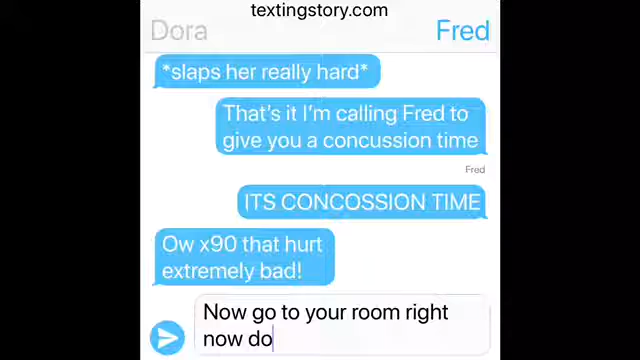 textingstory.com
Dora
Fred
*slaps her really hard*
That's it I'm calling Fred to
give you a concussion time
Fred
ITS CONCOSSION TIME
Ow x90 that hurt
extremely bad!
Now go to your room right
now do